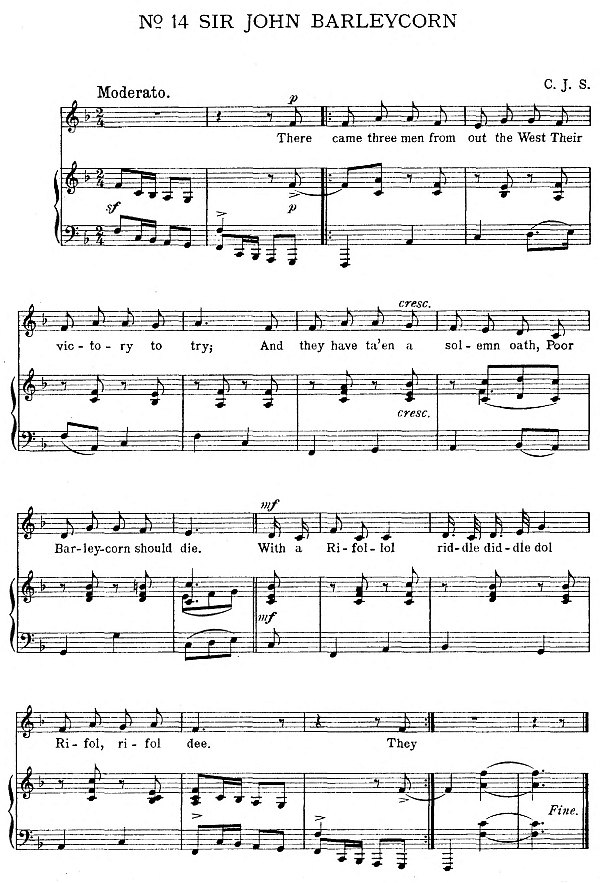 No 14 SIR JOHN BARLEYCORN
C. J. S.
Moderato.
p
There came three men from out the West Their
sf p
cresc.
vic-to-ry to try; And they have ta'en a sol-emn oath, Poor
cresc.
mf
Bar-ley-corn should die. With a Ri-fol-lol rid-dle did-dle dol
mf
Ri-fol, ri-fol dee. They
Fine.